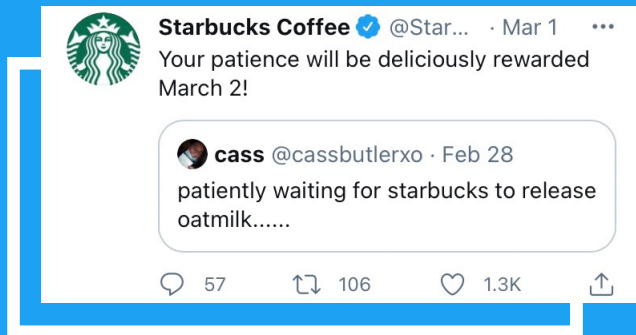 Starbucks Coffee @Star... · Mar 1 ...
Your patience will be deliciously rewarded
March 2!
cass @cassbutlerxo · Feb 28
patiently waiting for starbucks to release
oatmilk......
57 106 1.3K